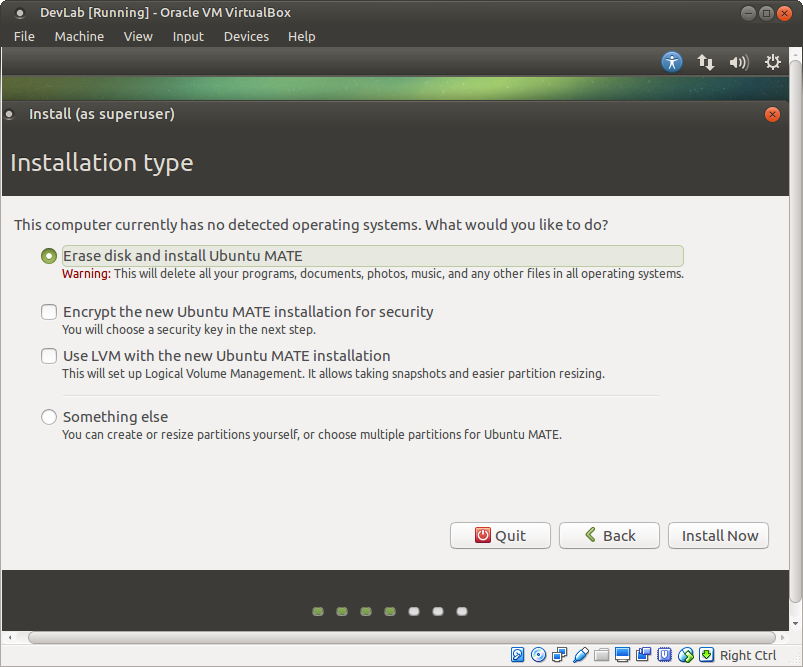 DevLab [Running] - Oracle VM VirtualBox
File Machine View Input Devices Help
Install (as superuser)
Installation type
This computer currently has no detected operating systems. What would you like to do?
Erase disk and install Ubuntu MATE
Warning: This will delete all your programs, documents, photos, music, and any other files in all operating systems.
Encrypt the new Ubuntu MATE installation for security
You will choose a security key in the next step.
Use LVM with the new Ubuntu MATE installation
This will set up Logical Volume Management. It allows taking snapshots and easier partition resizing.
Something else
You can create or resize partitions yourself, or choose multiple partitions for Ubuntu MATE.
Quit Back Install Now
Right Ctrl